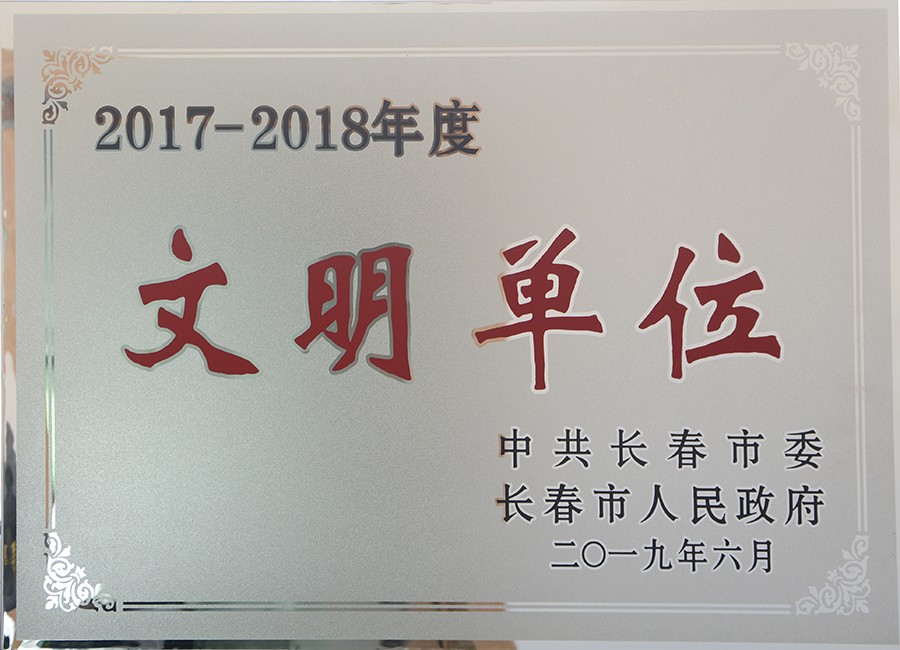 2017-2018年度
文明单位
中共长春市委
长春市人民政府
二〇一九年六月